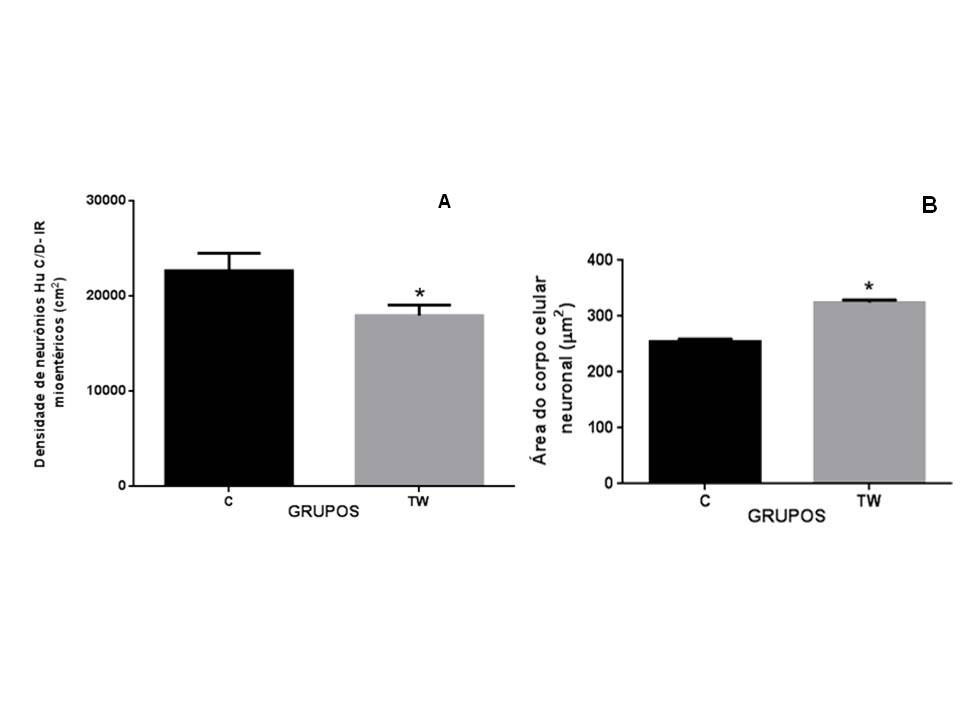 A
Densidade de neurônios Hu C/D- IR
mioentéricos (cm²)
30000
20000
10000
0
*
C
TW
GRUPOS
B
Área do corpo celular
neuronal (µm²)
400
300
200
100
0
*
C
TW
GRUPOS